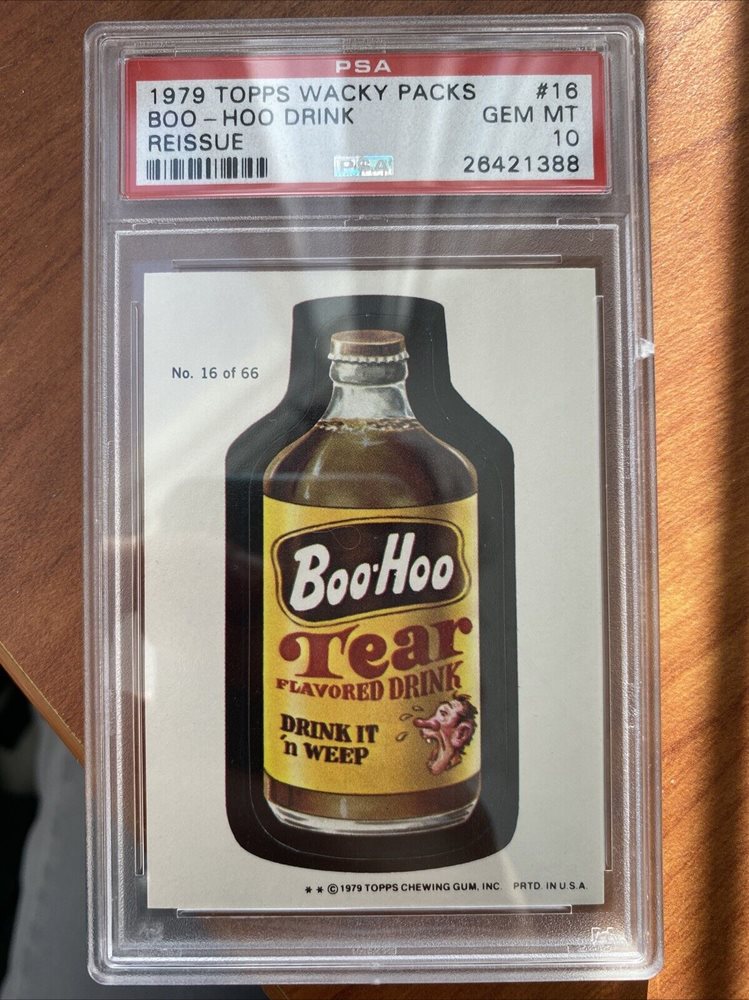 PSA
1979 TOPPS WACKY PACKS #16
BOO - HOO DRINK GEM MT
REISSUE 10
PSA 26421388
No. 16 of 66
Boo·Hoo
Tear
FLAVORED DRINK
DRINK IT
'n WEEP
** ©1979 TOPPS CHEWING GUM, INC. PRTD. IN U.S.A.